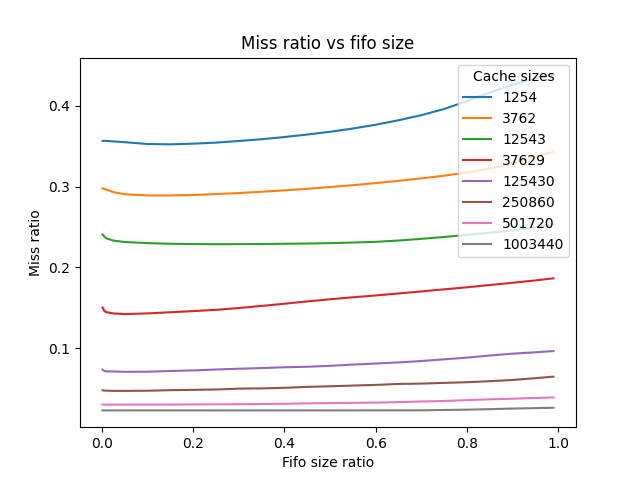 Miss ratio vs fifo size
Cache sizes
1254
3762
12543
37629
125430
250860
501720
1003440
0.4
0.3
0.2
0.1
Miss ratio
0.0 0.2 0.4 0.6 0.8 1.0
Fifo size ratio